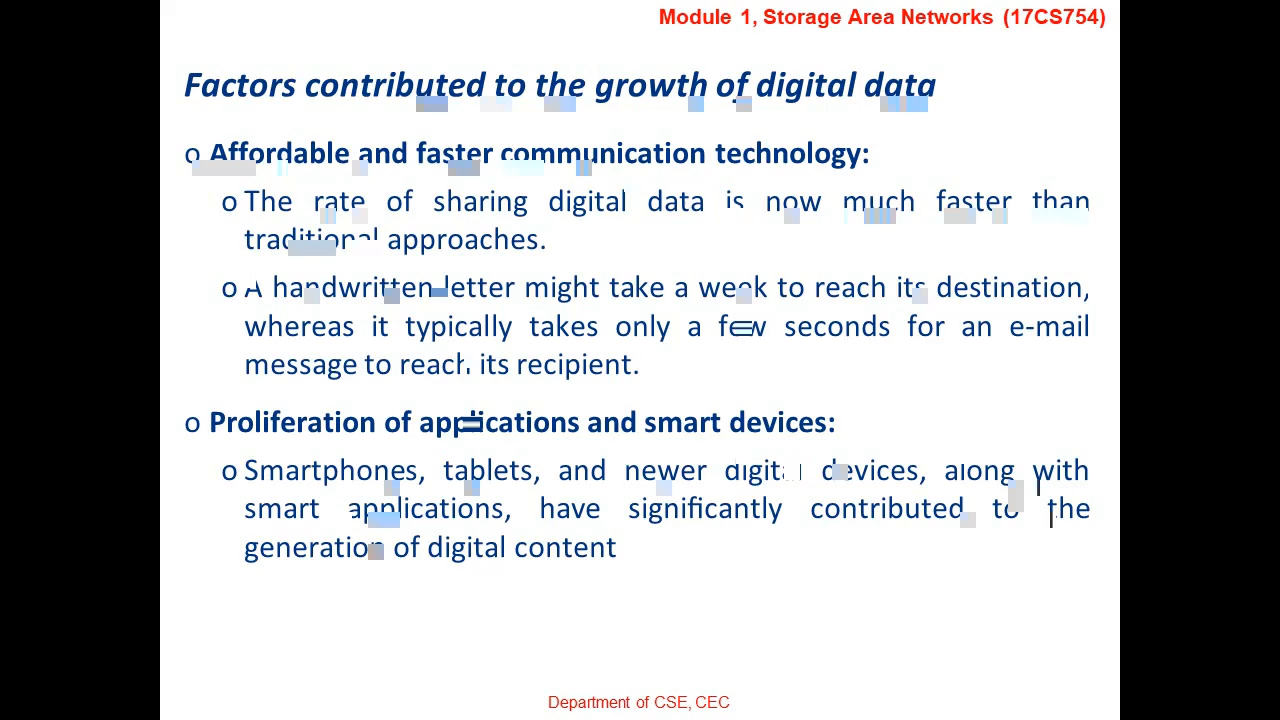 Module 1, Storage Area Networks (17CS754)
Factors contributed to the growth of digital data
o Affordable and faster communication technology:
o The rate of sharing digital data is now much faster than
traditional approaches.
o A handwritten letter might take a week to reach its destination,
whereas it typically takes only a few seconds for an e-mail
message to reach its recipient.
o Proliferation of applications and smart devices:
o Smartphones, tablets, and newer digital devices, along with
smart applications, have significantly contributed to the
generation of digital content
Department of CSE, CEC